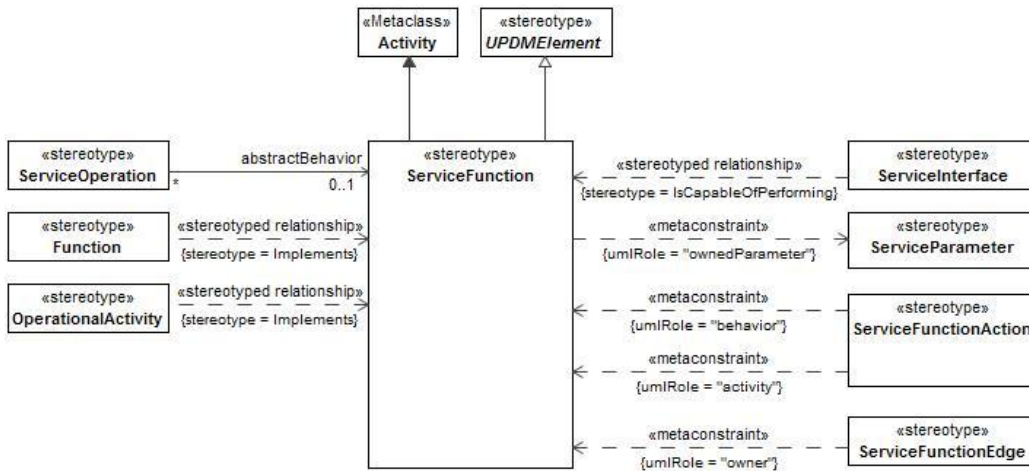 «Metaclass»
Activity
«stereotype»
UPDMElement
«stereotype»
ServiceOperation
abstractBehavior
*
0..1
«stereotype»
ServiceFunction
«stereotyped relationship»
{stereotype = IsCapableOfPerforming}
«stereotype»
ServiceInterface
«stereotype»
Function
«stereotyped relationship»
{stereotype = Implements}
«metaconstraint»
{umlRole = "ownedParameter"}
«stereotype»
ServiceParameter
«stereotype»
OperationalActivity
«stereotyped relationship»
{stereotype = Implements}
«metaconstraint»
{umlRole = "behavior"}
«stereotype»
ServiceFunctionAction
«metaconstraint»
{umlRole = "activity"}
«metaconstraint»
{umlRole = "owner"}
«stereotype»
ServiceFunctionEdge